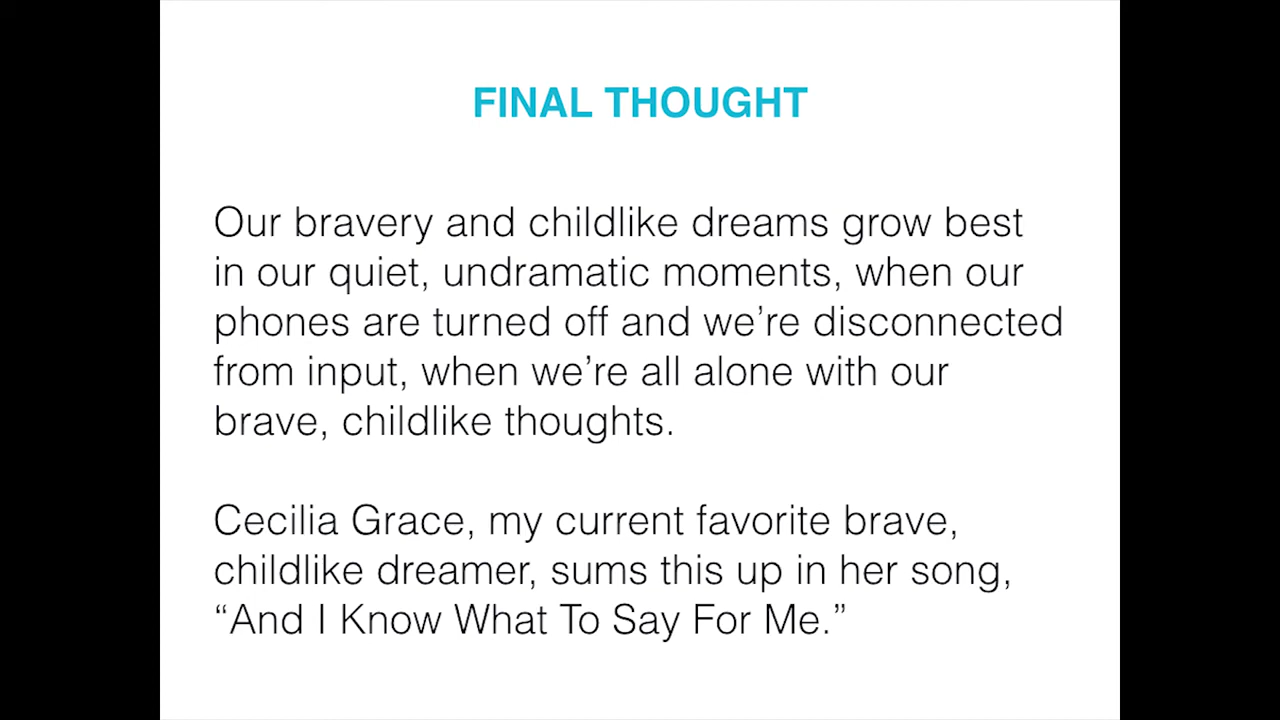 FINAL THOUGHT
Our bravery and childlike dreams grow best
in our quiet, undramatic moments, when our
phones are turned off and we’re disconnected
from input, when we’re all alone with our
brave, childlike thoughts.
Cecilia Grace, my current favorite brave,
childlike dreamer, sums this up in her song,
“And I Know What To Say For Me.”